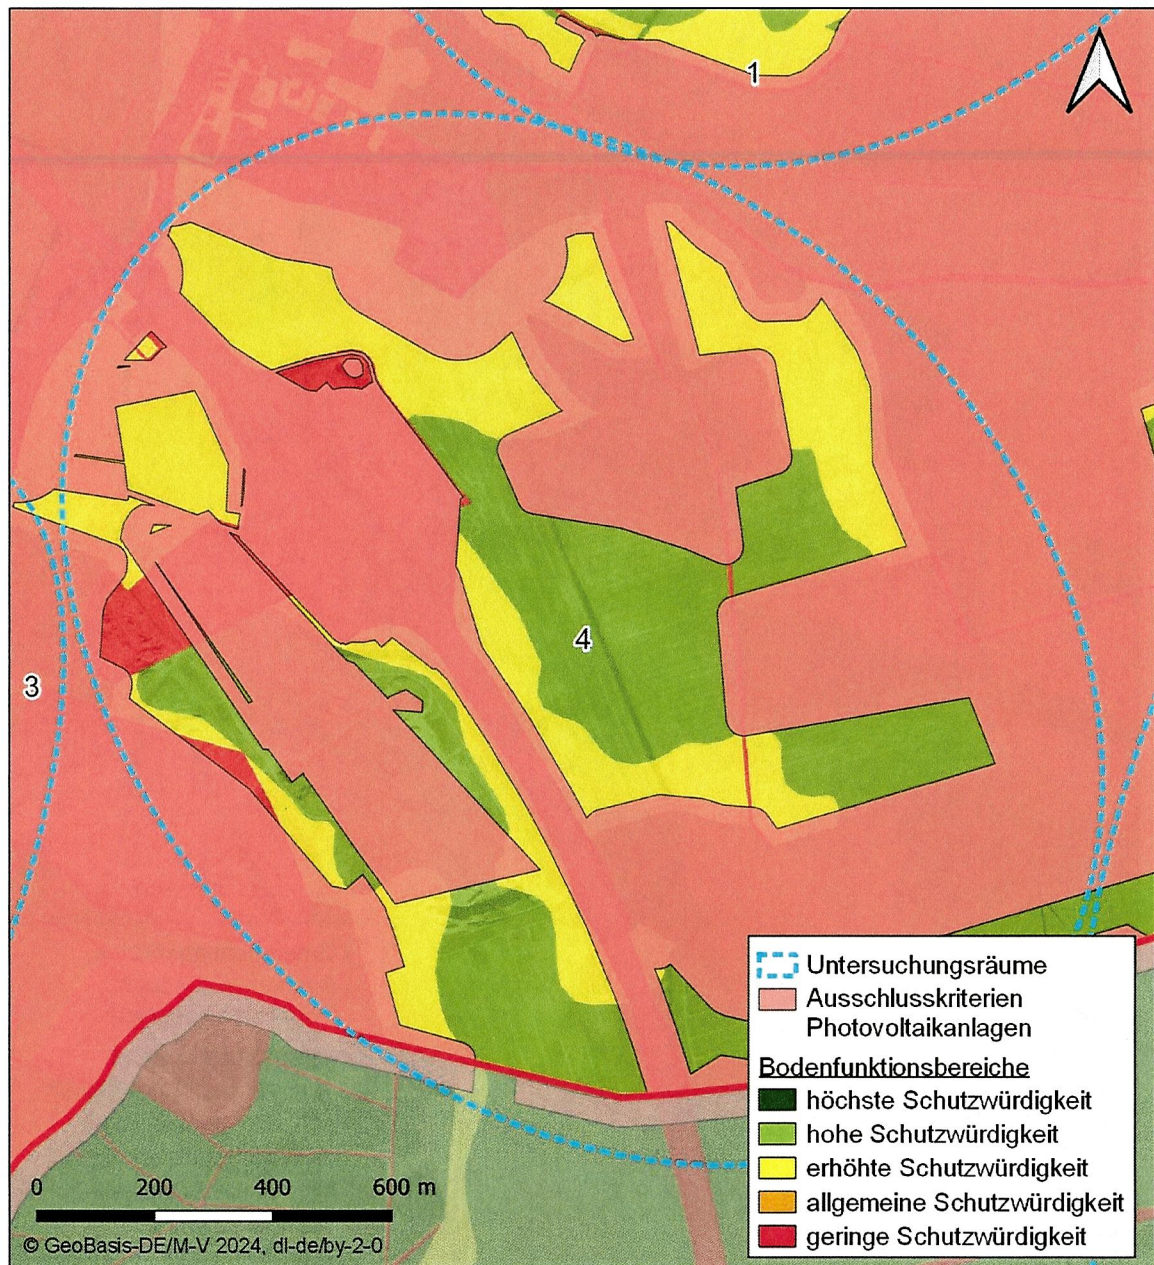 1
4
3
Untersuchungsräume
Ausschlusskriterien
Photovoltaikanlagen
Bodenfunktionsbereiche
höchste Schutzwürdigkeit
hohe Schutzwürdigkeit
erhöhte Schutzwürdigkeit
allgemeine Schutzwürdigkeit
geringe Schutzwürdigkeit
0 200 400 600 m
© GeoBasis-DE/M-V 2024, dl-de/by-2-0